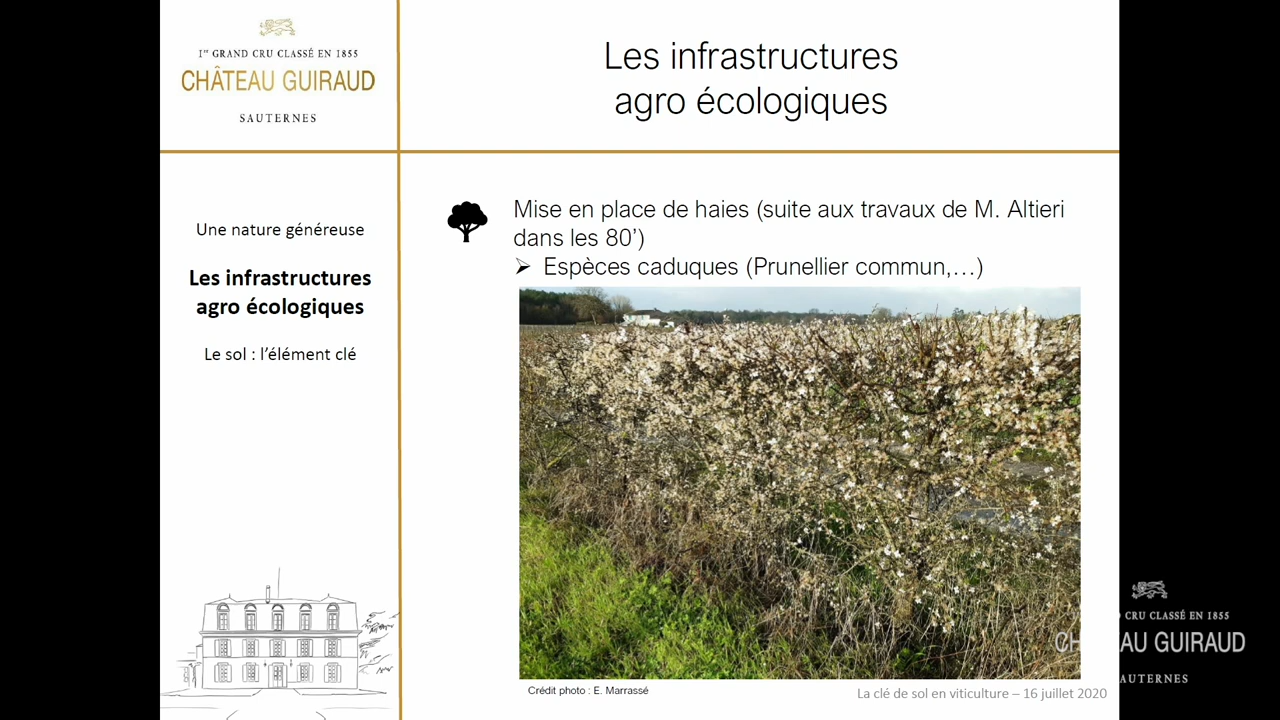 1er GRAND CRU CLASSÉ EN 1855
CHÂTEAU GUIRAUD
SAUTERNES
Les infrastructures
agro écologiques
Une nature généreuse
Les infrastructures
agro écologiques
Le sol : l’élément clé
Mise en place de haies (suite aux travaux de M. Altieri
dans les 80’)
➢ Espèces caduques (Prunellier commun,…)
Crédit photo : E. Marrassé
La clé de sol en viticulture – 16 juillet 2020
CRU CLASSÉ EN 1855
CHÂTEAU GUIRAUD
AUTERNES